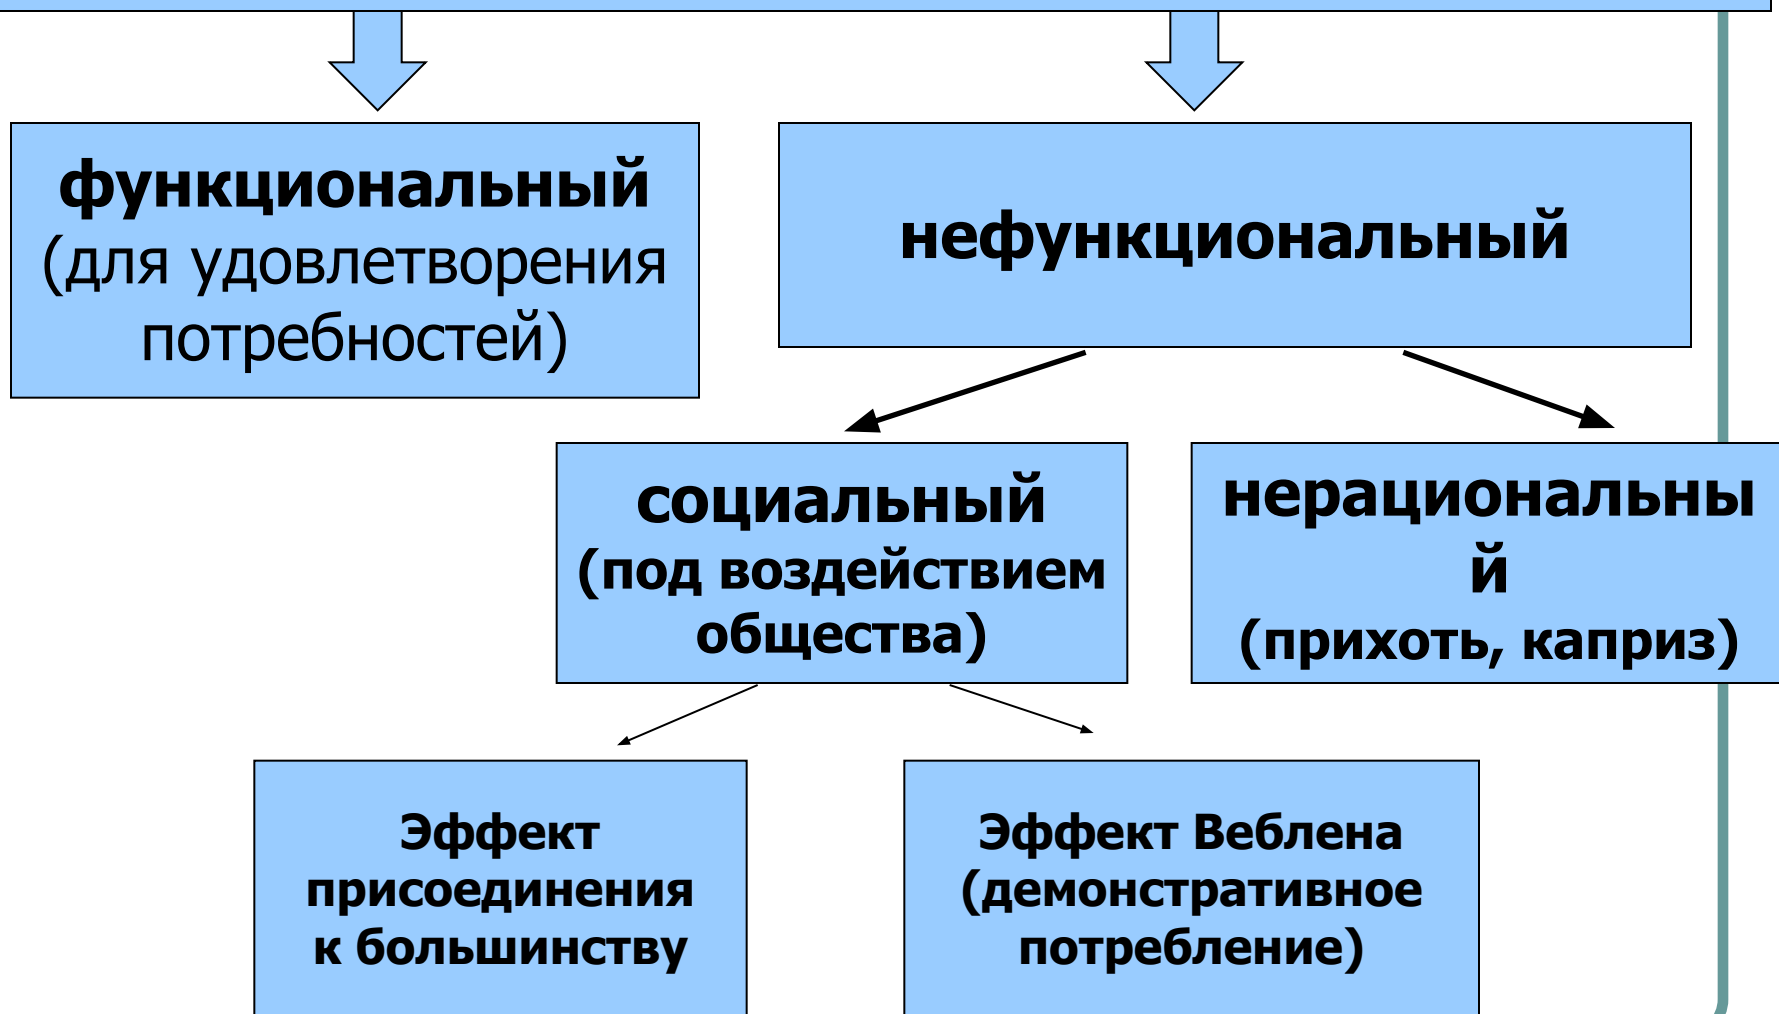 функциональный
(для удовлетворения
потребностей)
нефункциональный
социальный
(под воздействием
общества)
нерациональны
й
(прихоть, каприз)
Эффект
присоединения
к большинству
Эффект Веблена
(демонстративное
потребление)